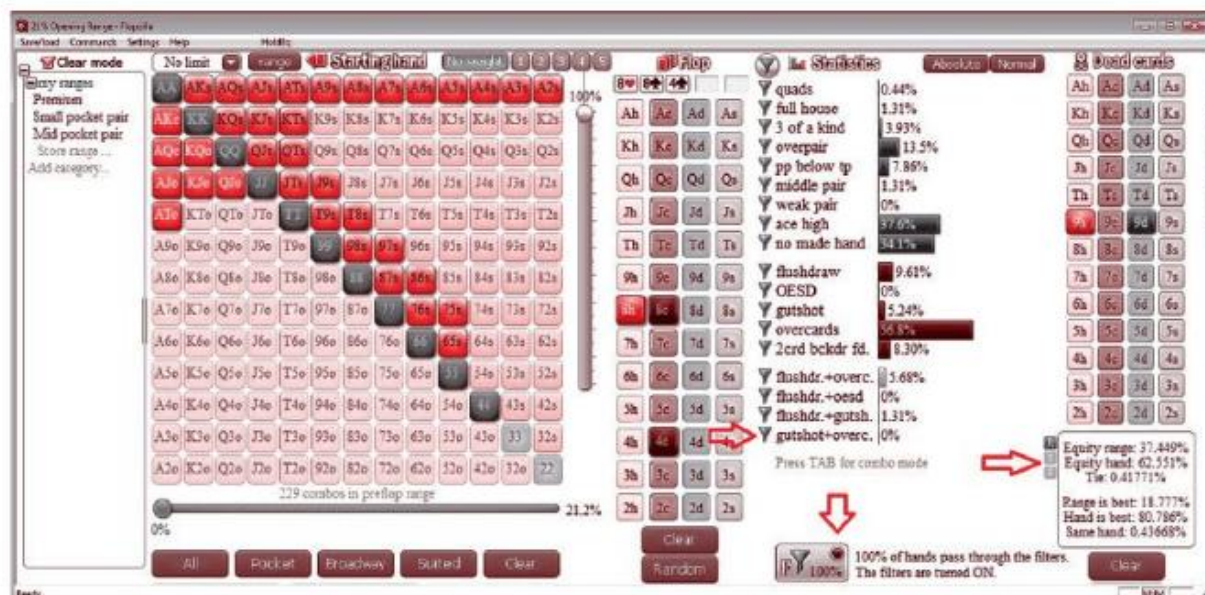 21% Opening Range - Flopzilla
Save/load Commands Settings Help HotEq
Clear mode
my ranges
Premium
Small pocket pair
Mid pocket pair
Store range ...
Add category...
No limit range Starting hand No weight 1 2 3 4 5
AA AKs AQs AJs ATs A9s A8s A7s A6s A5s A4s A3s A2s
AKo KK KQs KJs KTs K9s K8s K7s K6s K5s K4s K3s K2s
AQo KQo QQ QJs QTs Q9s Q8s Q7s Q6s Q5s Q4s Q3s Q2s
AJo KJo QJo JJ JTs J9s J8s J7s J6s J5s J4s J3s J2s
ATo KTo QTo JTo TT T9s T8s T7s T6s T5s T4s T3s T2s
A9o K9o Q9o J9o T9o 99 98s 97s 96s 95s 94s 93s 92s
A8o K8o Q8o J8o T8o 98o 88 87s 86s 85s 84s 83s 82s
A7o K7o Q7o J7o T7o 97o 87o 77 76s 75s 74s 73s 72s
A6o K6o Q6o J6o T6o 96o 86o 76o 66 65s 64s 63s 62s
A5o K5o Q5o J5o T5o 95o 85o 75o 65o 55 54s 53s 52s
A4o K4o Q4o J4o T4o 94o 84o 74o 64o 54o 44 43s 42s
A3o K3o Q3o J3o T3o 93o 83o 73o 63o 53o 43o 33 32s
A2o K2o Q2o J2o T2o 92o 82o 72o 62o 52o 42o 32o 22
100%
229 combos in preflop range
21.2%
0%
All Pocket Broadway Suited Clear
Flop
8♥ 8♣ 4♣
Ah Ac Ad As
Kh Kc Kd Ks
Qh Qc Qd Qs
Jh Jc Jd Js
Th Tc Td Ts
9h 9c 9d 9s
8h 8c 8d 8s
7h 7c 7d 7s
6h 6c 6d 6s
5h 5c 5d 5s
4h 4c 4d 4s
3h 3c 3d 3s
2h 2c 2d 2s
Clear
Random
Statistics Absolute Normal
quads 0.44%
full house 1.31%
3 of a kind 3.93%
overpair 13.5%
pp below tp 7.86%
middle pair 1.31%
weak pair 0%
ace high 37.6%
no made hand 34.1%
flushdraw 9.61%
OESD 0%
gutshot 5.24%
overcards 56.8%
2crd bckdr fd. 8.30%
flushdr.+overc. 5.68%
flushdr.+oesd 0%
flushdr.+gutsh. 1.31%
gutshot+overc. 0%
Press TAB for combo mode
F 100%
100% of hands pass through the filters.
The filters are turned ON.
Dead cards
Ah Ac Ad As
Kh Kc Kd Ks
Qh Qc Qd Qs
Jh Jc Jd Js
Th Tc Td Ts
9h 9c 9d 9s
8h 8c 8d 8s
7h 7c 7d 7s
6h 6c 6d 6s
5h 5c 5d 5s
4h 4c 4d 4s
3h 3c 3d 3s
2h 2c 2d 2s
Equity range: 37.449%
Equity hand: 62.551%
Tie: 0.41771%
Range is best: 18.777%
Hand is best: 80.786%
Same hand: 0.43668%
Clear
Ready